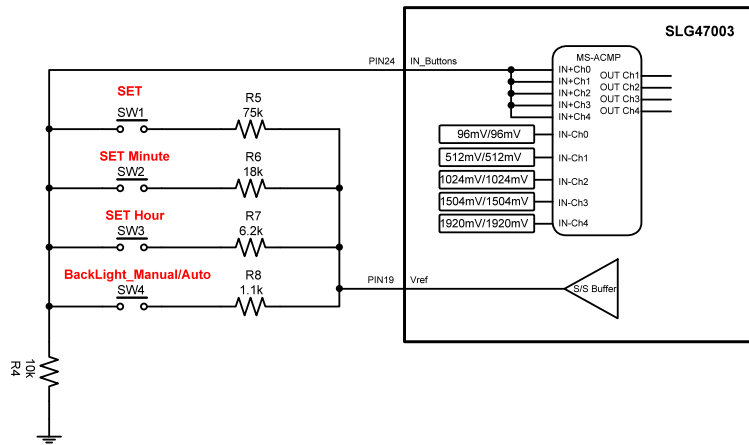 SLG47003
PIN24
IN_Buttons
MS-ACMP
IN+Ch0
IN+Ch1
IN+Ch2
IN+Ch3
IN+Ch4
OUT Ch1
OUT Ch2
OUT Ch3
OUT Ch4
SET
SW1
R5
75k
96mV/96mV
IN-Ch0
512mV/512mV
IN-Ch1
SET Minute
SW2
R6
18k
1024mV/1024mV
IN-Ch2
1504mV/1504mV
IN-Ch3
SET Hour
SW3
R7
6.2k
1920mV/1920mV
IN-Ch4
BackLight_Manual/Auto
SW4
R8
1.1k
PIN19
Vref
S/S Buffer
10k
R4